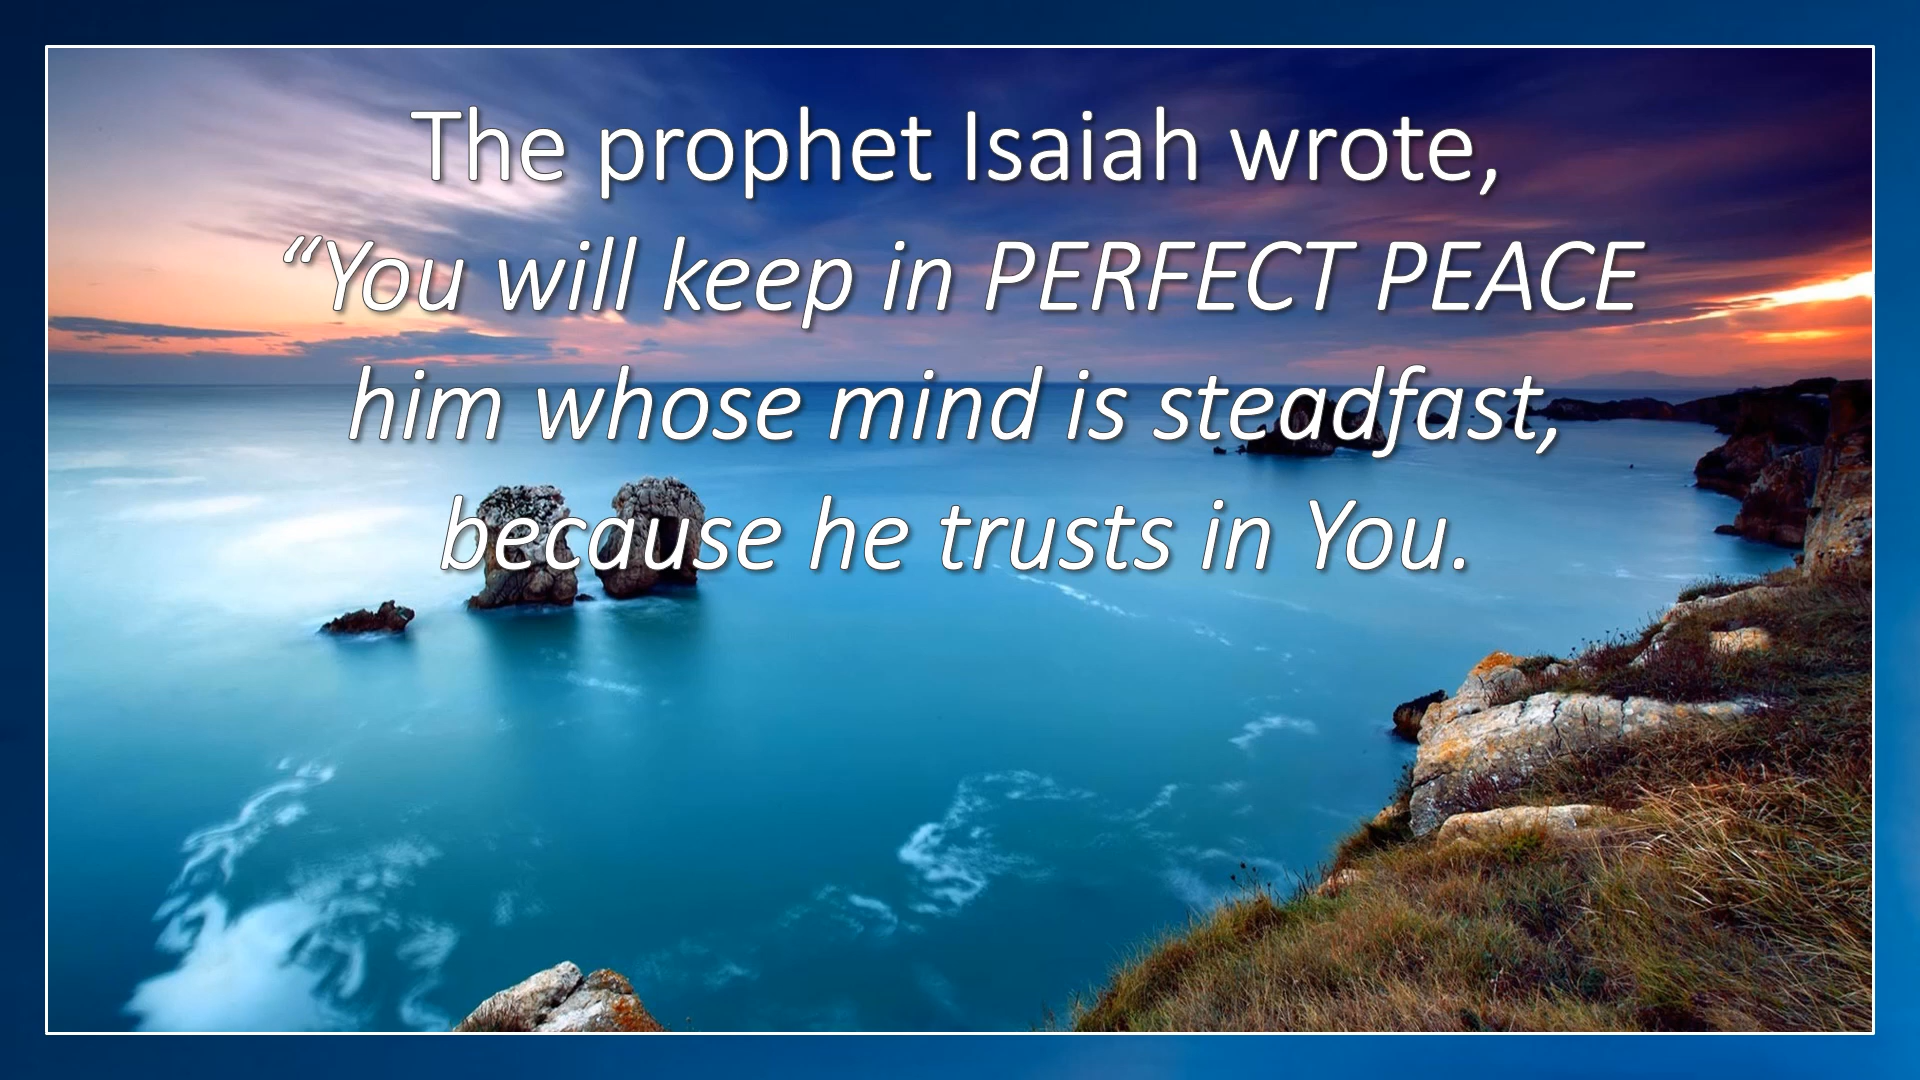 The prophet Isaiah wrote,
“You will keep in PERFECT PEACE
him whose mind is steadfast,
because he trusts in You.